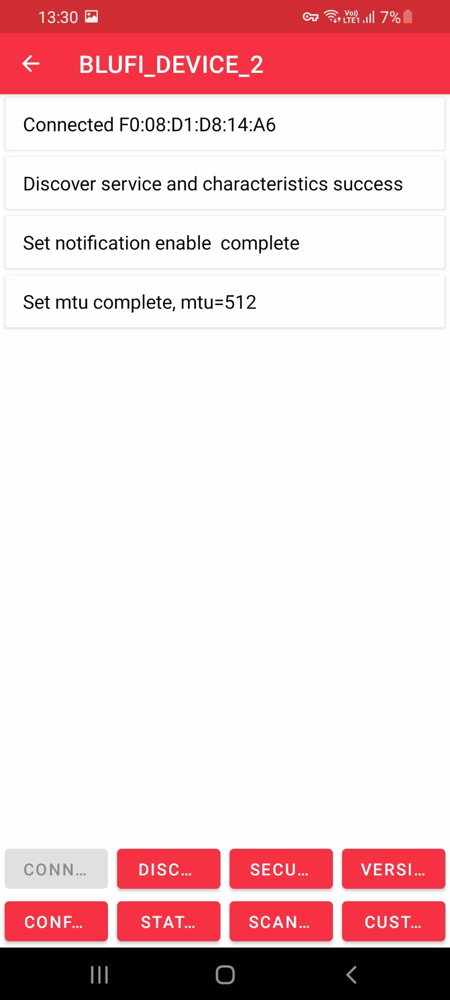 13:30 Vo)) LTE1 7%
BLUFI_DEVICE_2
Connected F0:08:D1:D8:14:A6
Discover service and characteristics success
Set notification enable  complete
Set mtu complete, mtu=512
CONN... DISC... SECU... VERSI...
CONF... STAT... SCAN... CUST...